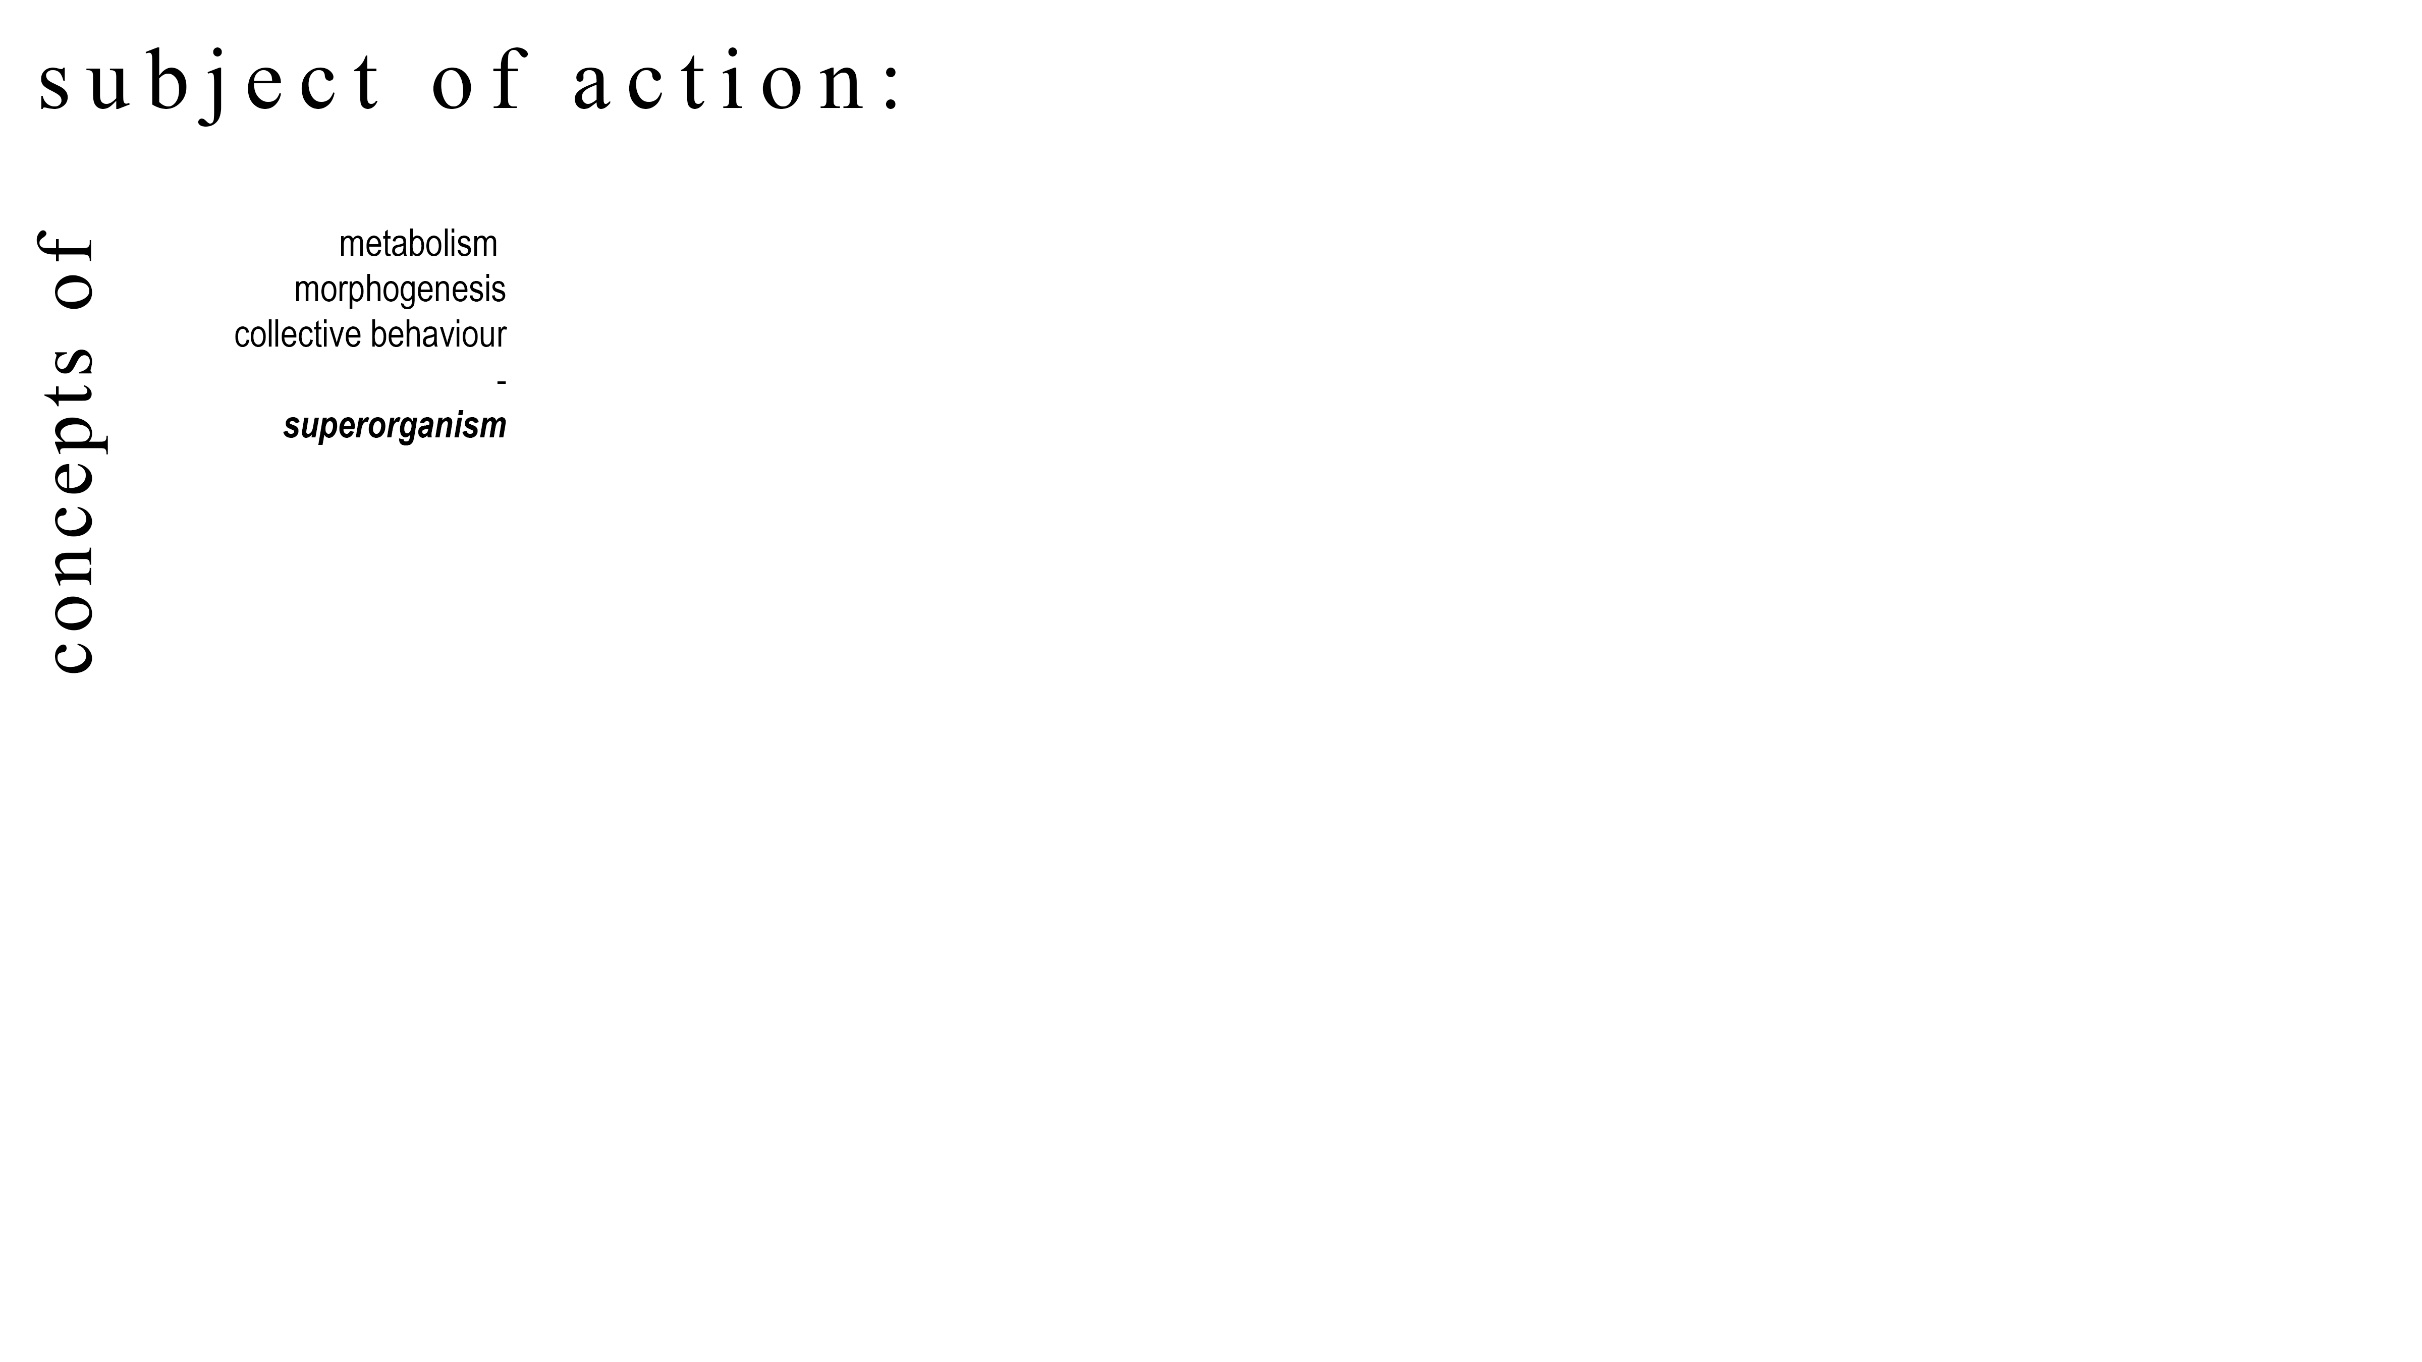 subject of action:
concepts of
metabolism
morphogenesis
collective behaviour
-
superorganism